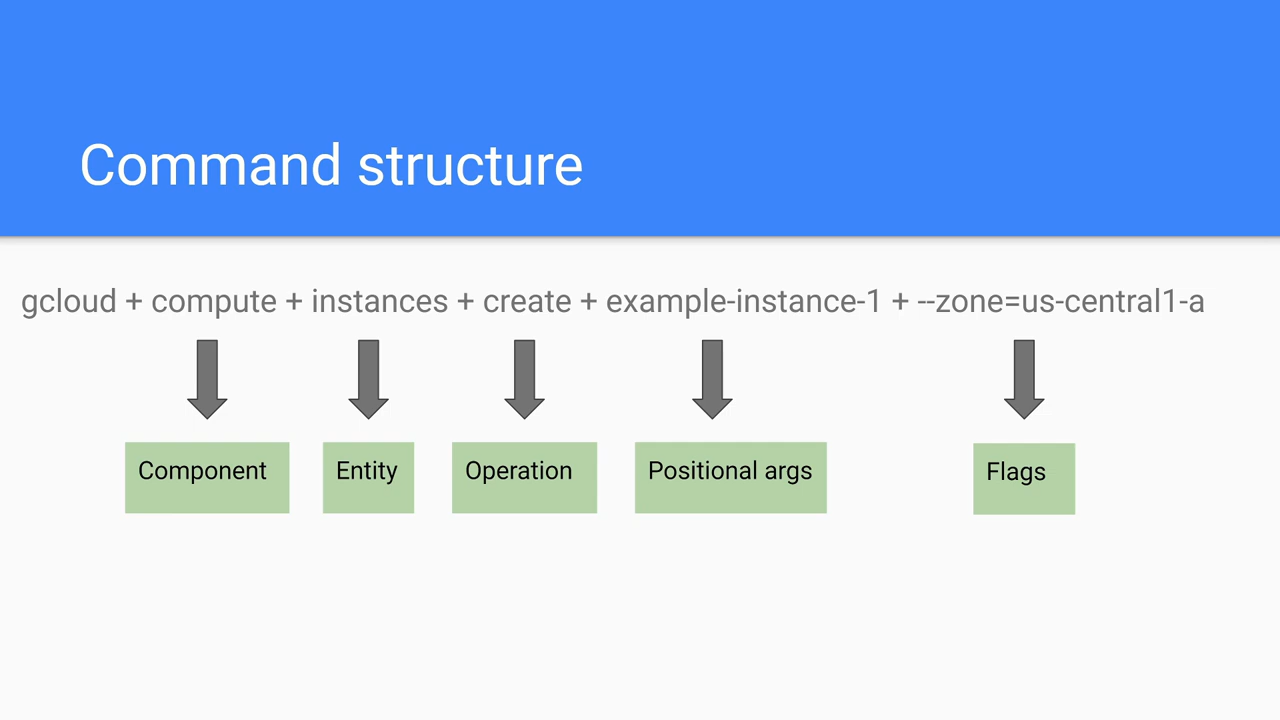 Command structure
gcloud + compute + instances + create + example-instance-1 + --zone=us-central1-a
Component
Entity
Operation
Positional args
Flags